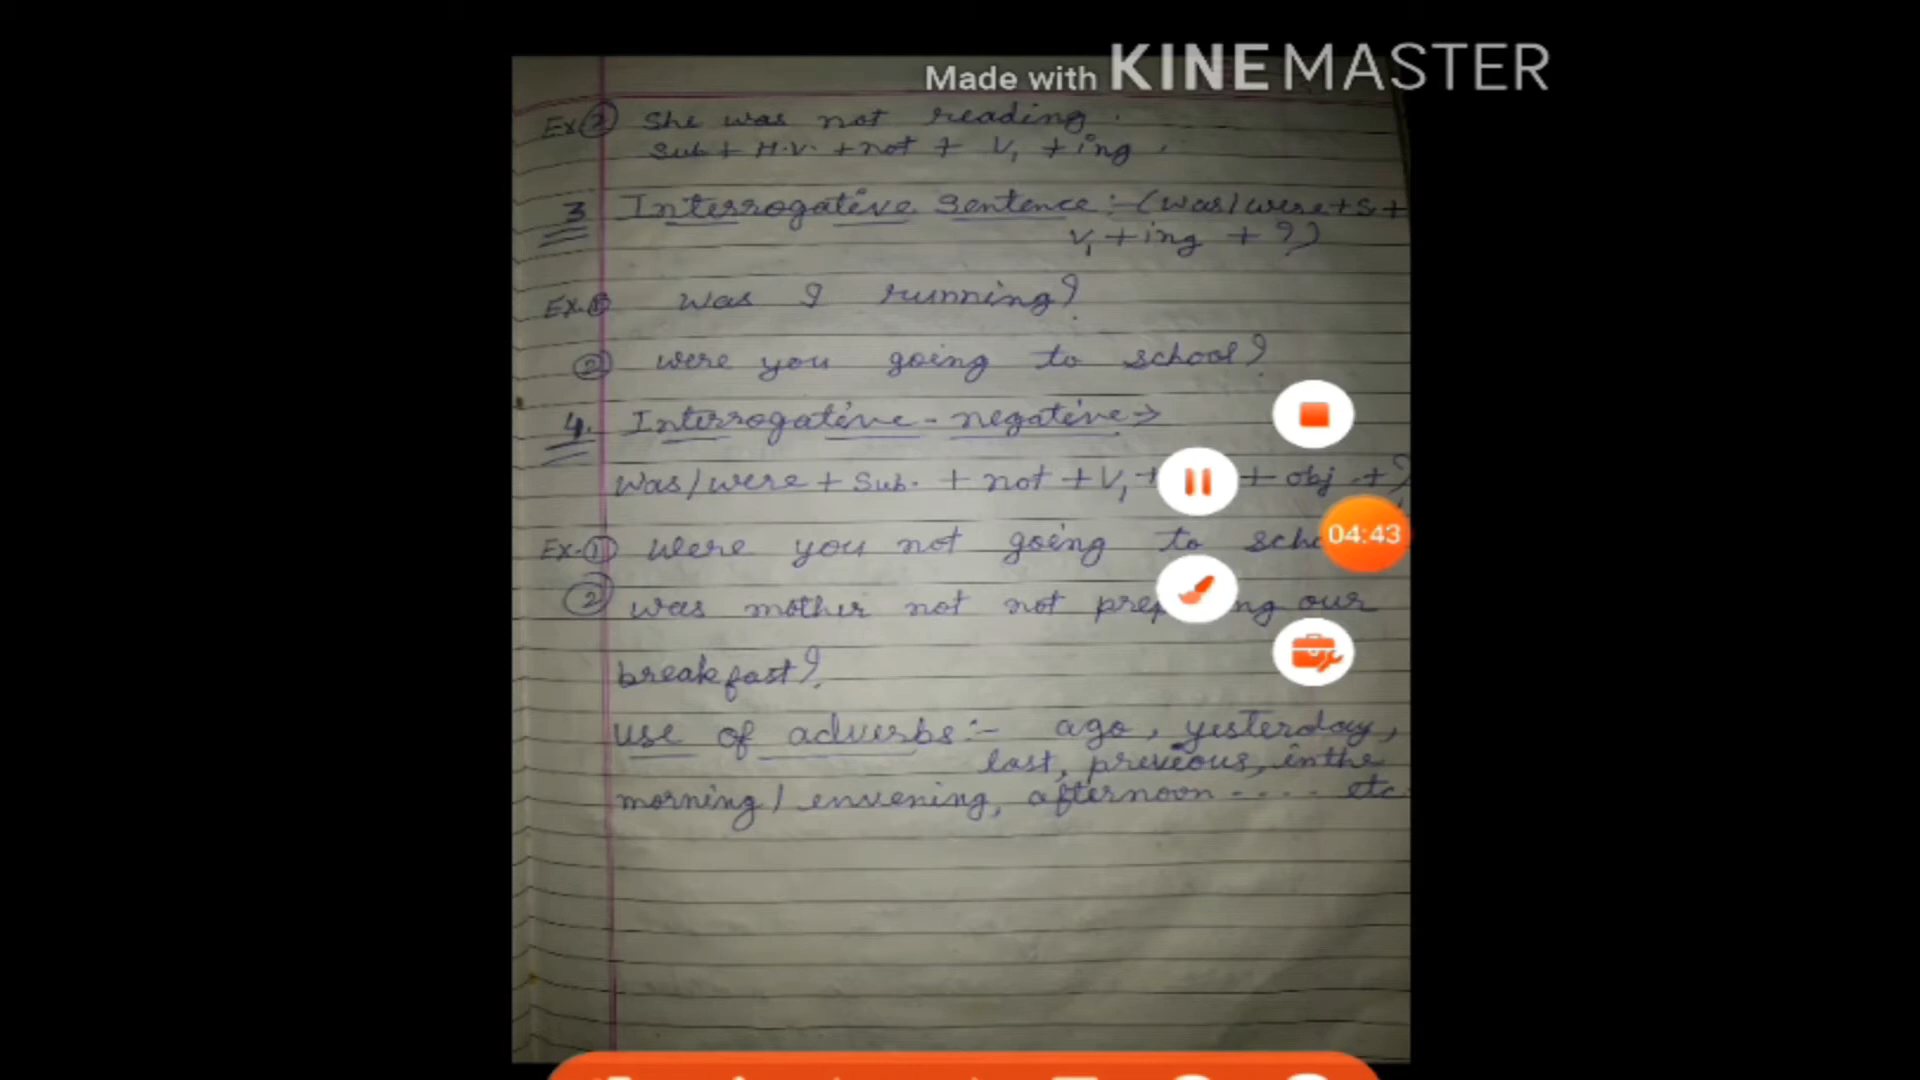 Made with KINEMASTER
Ex② She was not reading.
Sub + H.V. + not + V₁ + ing.
3 Interrogative Sentence :- (was/were + S +
V₁ + ing + ?)
Ex.① was I running?
② were you going to school?
4. Interrogative - negative →
Was/were + Sub. + not + V₁ + + obj + ?
04:43
Ex-① were you not going to
② was mother not not our
breakfast?
use of adverbs :- ago, yesterday,
last, previous, in the
morning / envening, afternoon - . . . . etc.